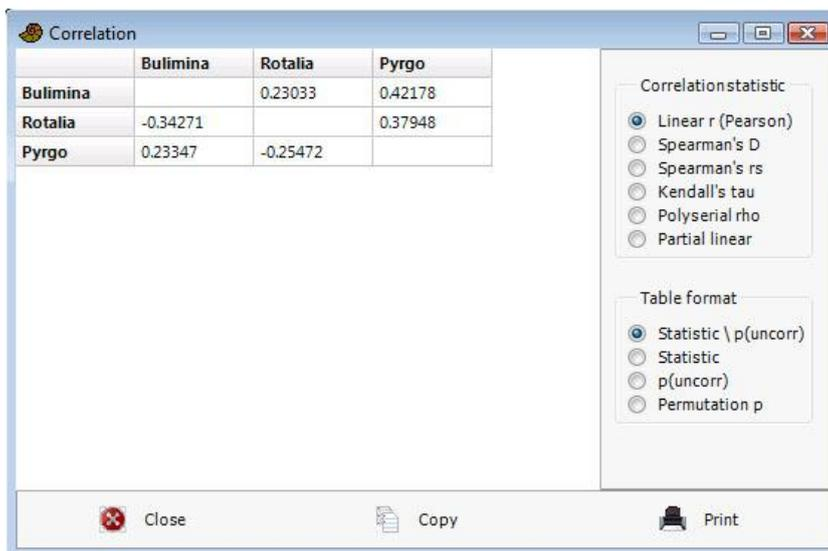 Correlation
Bulimina Rotalia Pyrgo
Bulimina 0.23033 0.42178
Rotalia -0.34271 0.37948
Pyrgo 0.23347 -0.25472
Correlation statistic
Linear r (Pearson)
Spearman's D
Spearman's rs
Kendall's tau
Polyserial rho
Partial linear
Table format
Statistic \ p(uncorr)
Statistic
p(uncorr)
Permutation p
Close Copy Print